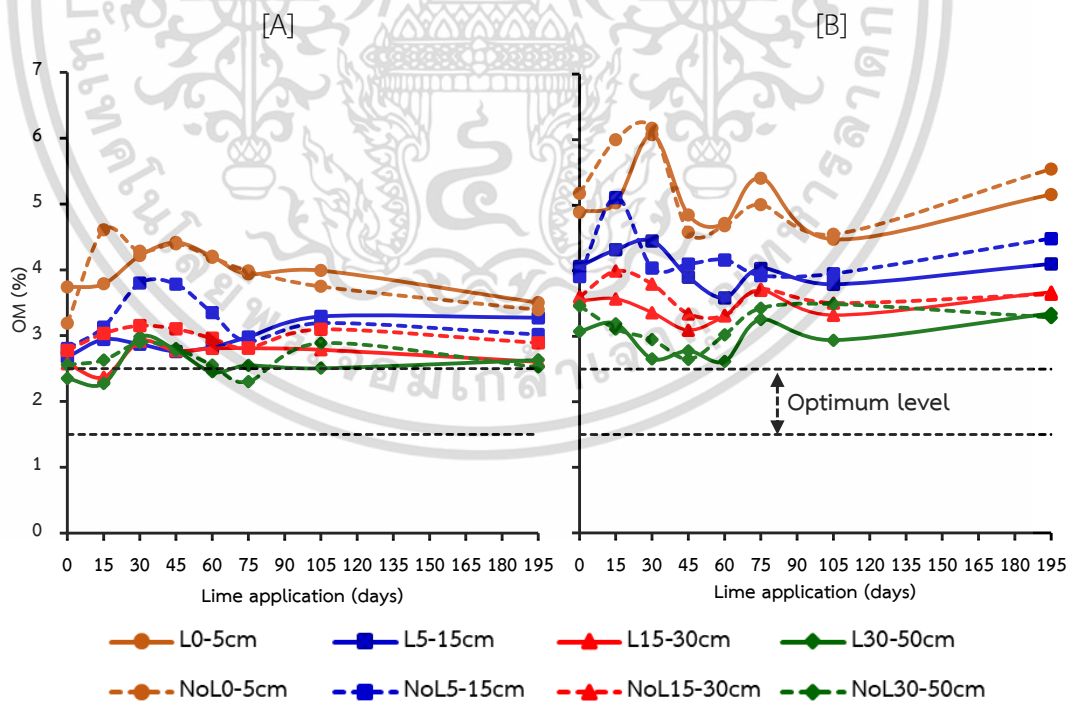 [A] [B]
OM (%)
7
6
5
4
3
2
1
0
0 15 30 45 60 75 90 105 120 135 150 165 180 195
Lime application (days)
Optimum level
0 15 30 45 60 75 90 105 120 135 150 165 180 195
Lime application (days)
L0-5cm L5-15cm L15-30cm L30-50cm
NoL0-5cm NoL5-15cm NoL15-30cm NoL30-50cm